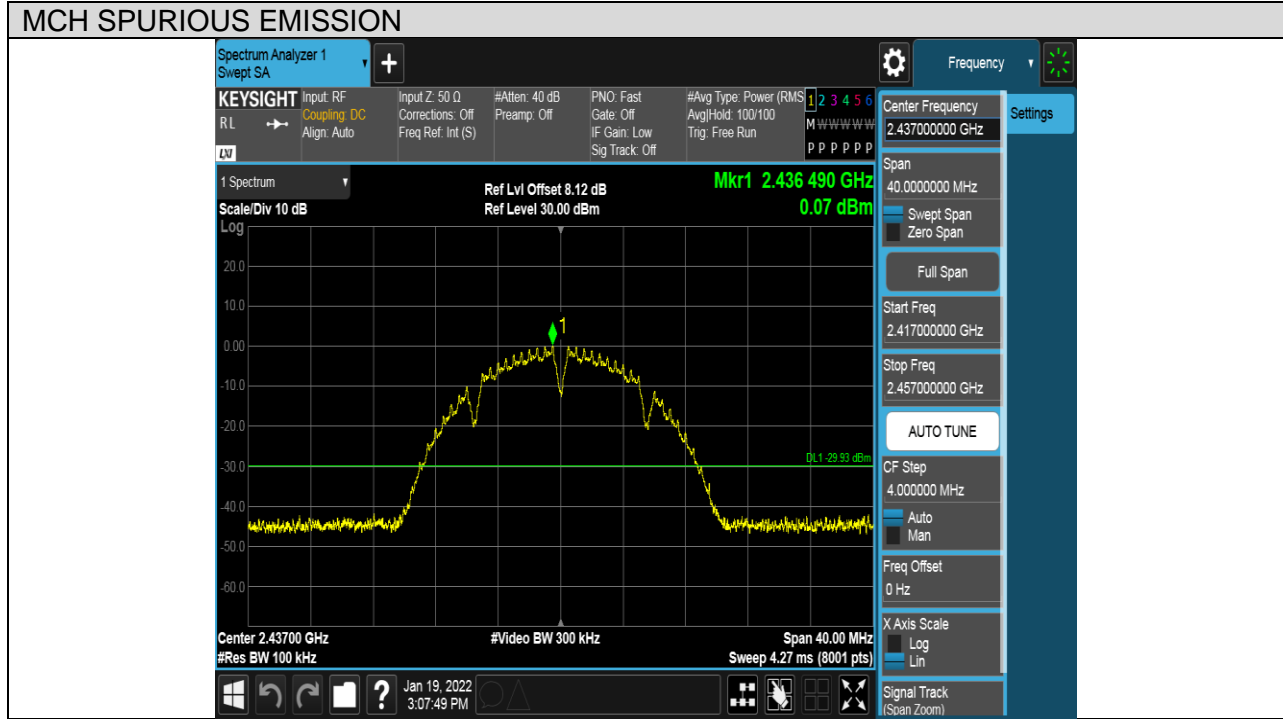 MCH SPURIOUS EMISSION
Spectrum Analyzer 1
Swept SA
+
Frequency
KEYSIGHT
RL
LXI
Input: RF
Coupling: DC
Align: Auto
Input Z: 50 Ω
Corrections: Off
Freq Ref: Int (S)
#Atten: 40 dB
Preamp: Off
PNO: Fast
Gate: Off
IF Gain: Low
Sig Track: Off
#Avg Type: Power (RMS
Avg|Hold: 100/100
Trig: Free Run
1 2 3 4 5 6
M W W W W W
P P P P P P
1 Spectrum
Scale/Div 10 dB
Ref Lvl Offset 8.12 dB
Ref Level 30.00 dBm
Mkr1 2.436 490 GHz
0.07 dBm
Log
20.0
10.0
0.00
-10.0
-20.0
-30.0
-40.0
-50.0
-60.0
1
DL1 -29.93 dBm
Center 2.43700 GHz
#Res BW 100 kHz
#Video BW 300 kHz
Span 40.00 MHz
Sweep 4.27 ms (8001 pts)
?
Jan 19, 2022
3:07:49 PM
Center Frequency
2.437000000 GHz
Settings
Span
40.0000000 MHz
Swept Span
Zero Span
Full Span
Start Freq
2.417000000 GHz
Stop Freq
2.457000000 GHz
AUTO TUNE
CF Step
4.000000 MHz
Auto
Man
Freq Offset
0 Hz
X Axis Scale
Log
Lin
Signal Track
(Span Zoom)